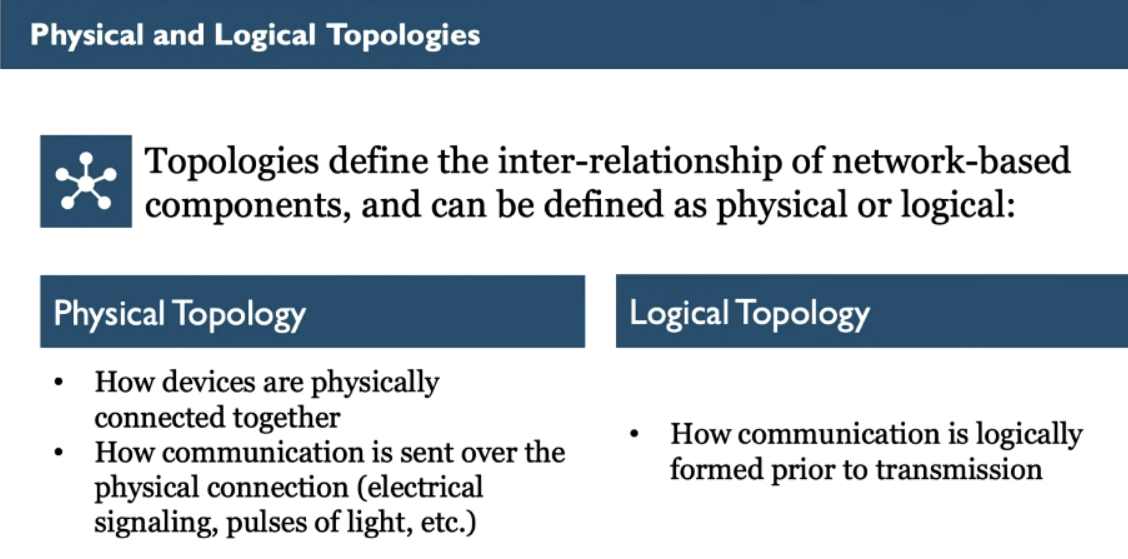 Physical and Logical Topologies
Topologies define the inter-relationship of network-based
components, and can be defined as physical or logical:
Physical Topology
• How devices are physically
connected together
• How communication is sent over the
physical connection (electrical
signaling, pulses of light, etc.)
Logical Topology
• How communication is logically
formed prior to transmission